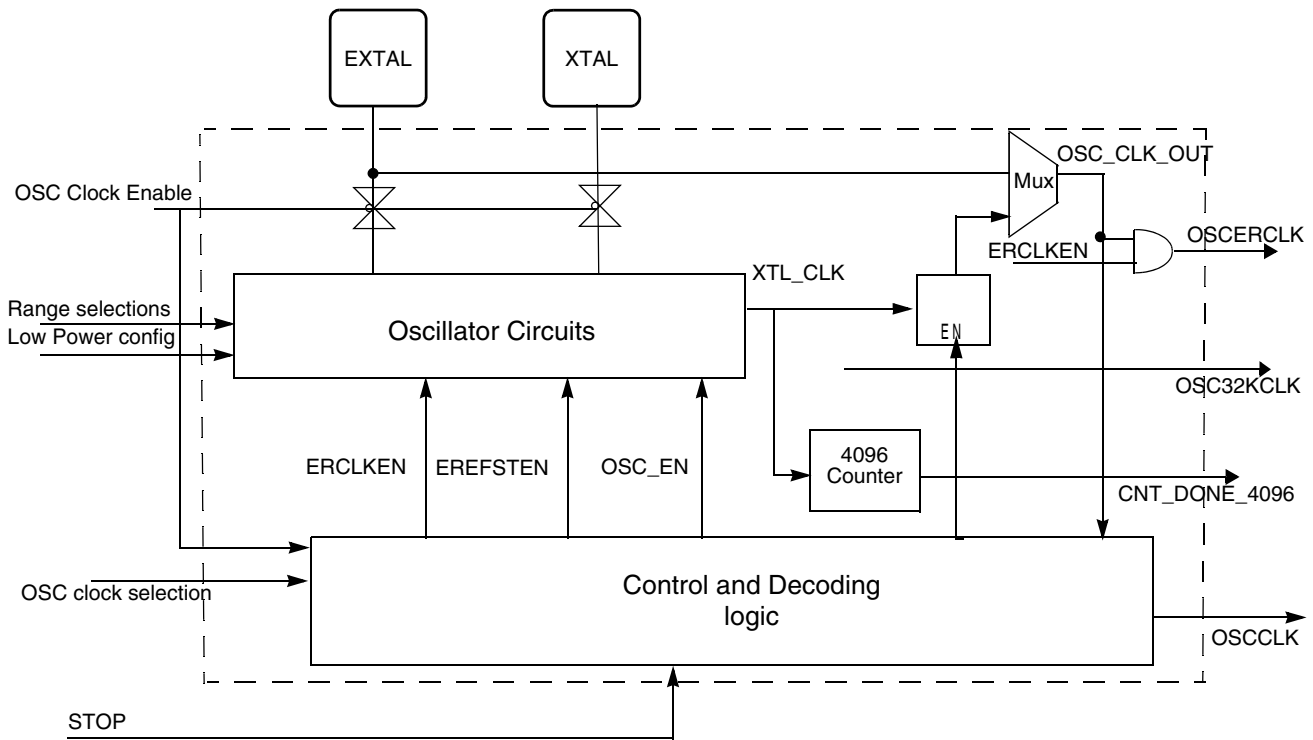 EXTAL
XTAL
OSC_CLK_OUT
Mux
OSC Clock Enable
OSCERCLK
ERCLKEN
XTL_CLK
Range selections
Low Power config
Oscillator Circuits
EN
OSC32KCLK
ERCLKEN
EREFSTEN
OSC_EN
4096
Counter
CNT_DONE_4096
OSC clock selection
Control and Decoding
logic
OSCCLK
STOP